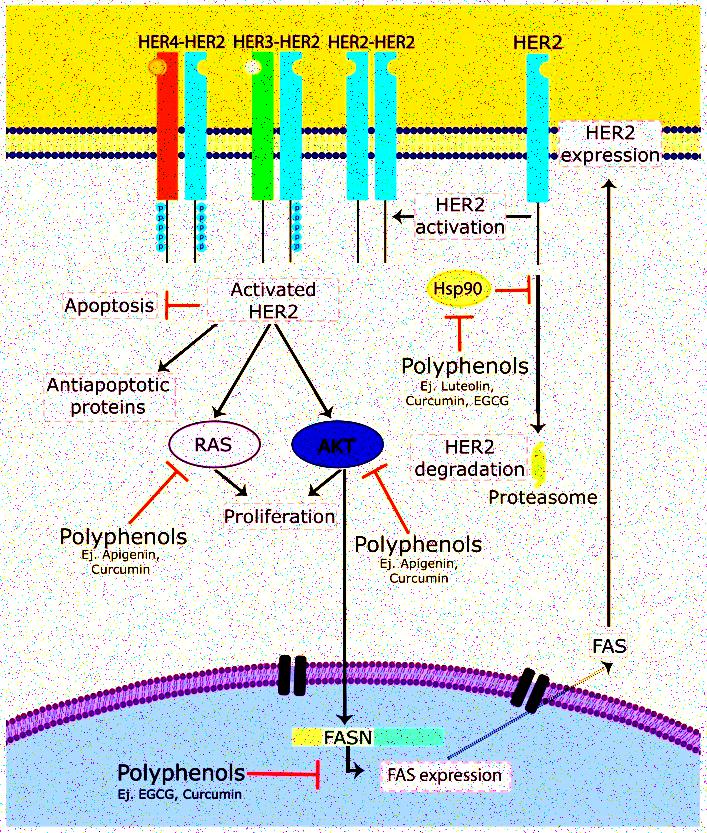 HER4-HER2 HER3-HER2 HER2-HER2 HER2
HER2
expression
P P
P P
P P P
P P P
P P P
HER2
activation
Hsp90
Activated
HER2
Apoptosis
Polyphenols
Ej. Luteolin,
Curcumin, EGCG
Antiapoptotic
proteins
RAS
AKT
HER2
degradation
Proteasome
Proliferation
Polyphenols
Ej. Apigenin,
Curcumin
Polyphenols
Ej. Apigenin,
Curcumin
FAS
FASN
Polyphenols
Ej. EGCG, Curcumin
FAS expression